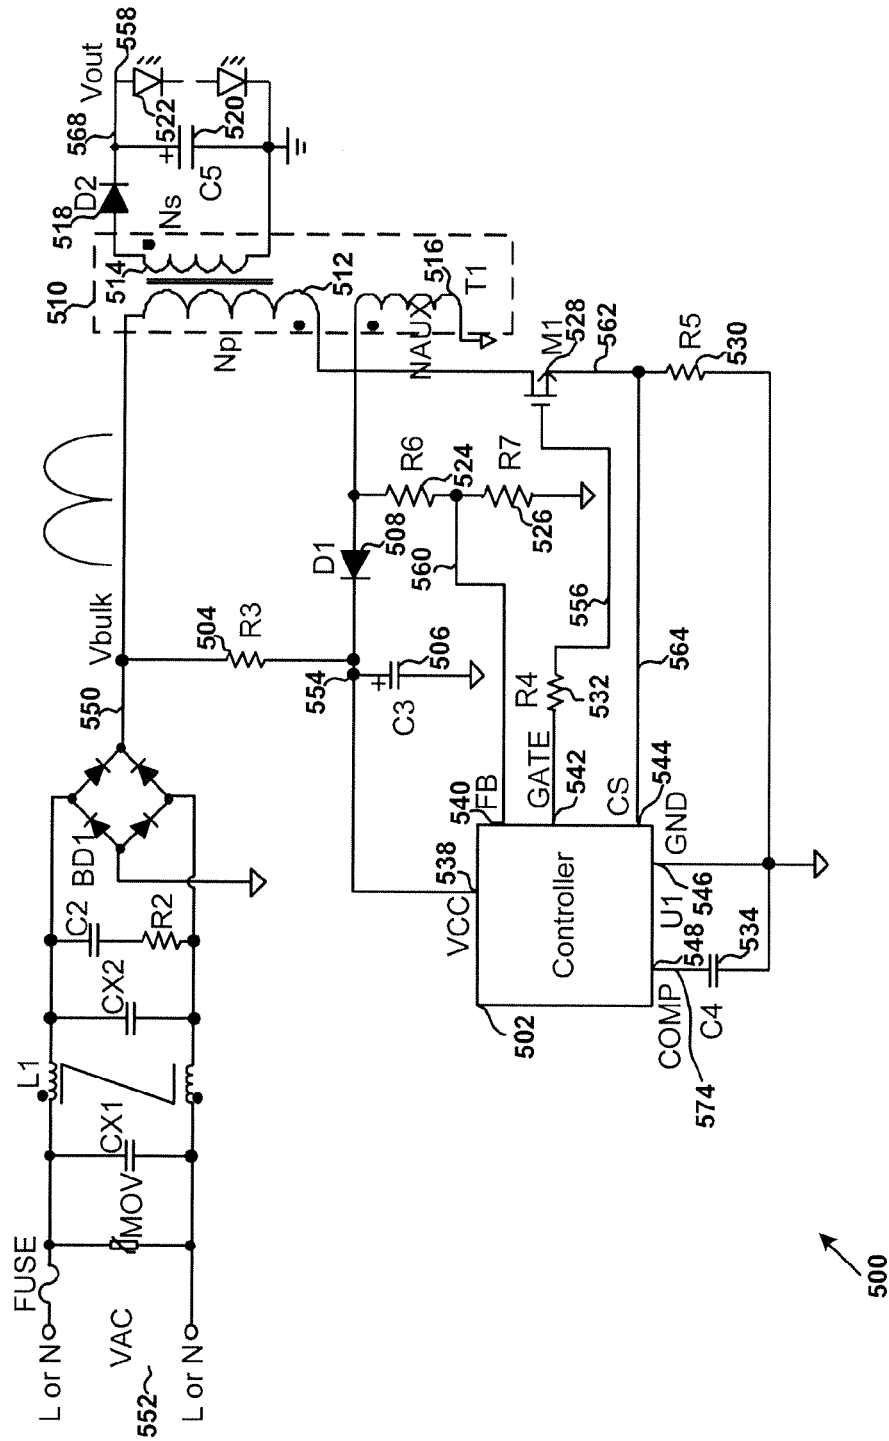 L or N
FUSE
MOV
CX1
L1
CX2
C2
R2
BD1
550
Vbulk
VAC
552
L or N
504
R3
510
514
Np
512
Ns
518
D2
568
Vout
558
522
520
+
C5
NAUX
516
T1
554
+
C3
506
D1
508
R6
524
R7
526
560
M1
528
562
R5
530
VCC
538
540
FB
GATE
542
R4
532
556
CS
544
564
Controller
502
COMP
548
U1
546
GND
574
C4
534
500